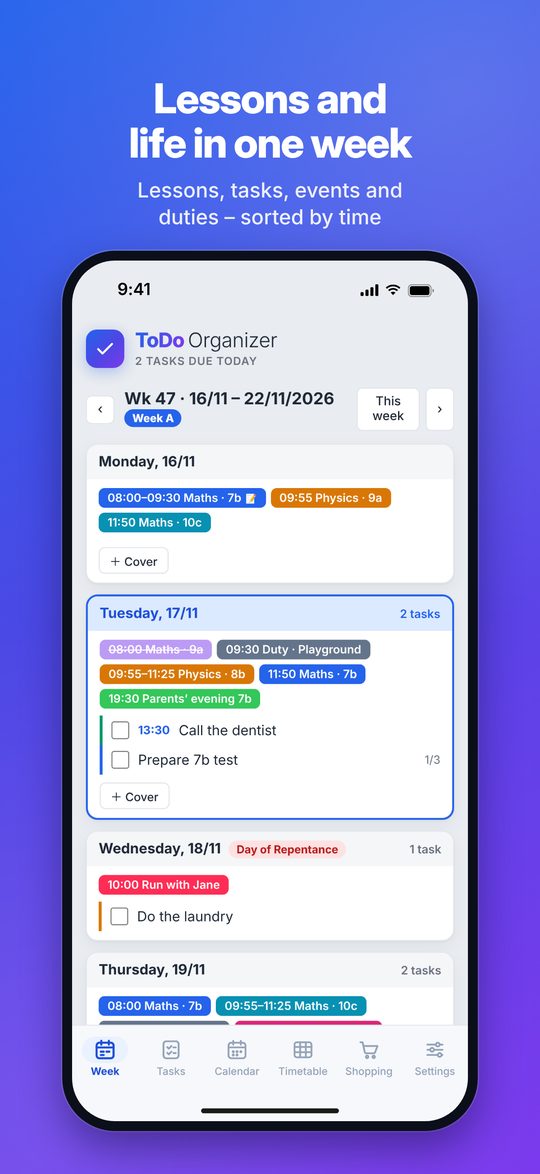 Lessons and
life in one week
Lessons, tasks, events and
duties – sorted by time
9:41
ToDo Organizer
2 TASKS DUE TODAY
‹
Wk 47 · 16/11 – 22/11/2026
Week A
This
week
›
Monday, 16/11
08:00–09:30 Maths · 7b 📝 09:55 Physics · 9a
11:50 Maths · 10c
+ Cover
Tuesday, 17/11 2 tasks
08:00 Maths · 9a 09:30 Duty · Playground
09:55–11:25 Physics · 8b 11:50 Maths · 7b
19:30 Parents’ evening 7b
13:30 Call the dentist
Prepare 7b test 1/3
+ Cover
Wednesday, 18/11 Day of Repentance 1 task
10:00 Run with Jane
Do the laundry
Thursday, 19/11 2 tasks
08:00 Maths · 7b 09:55–11:25 Maths · 10c
Week Tasks Calendar Timetable Shopping Settings